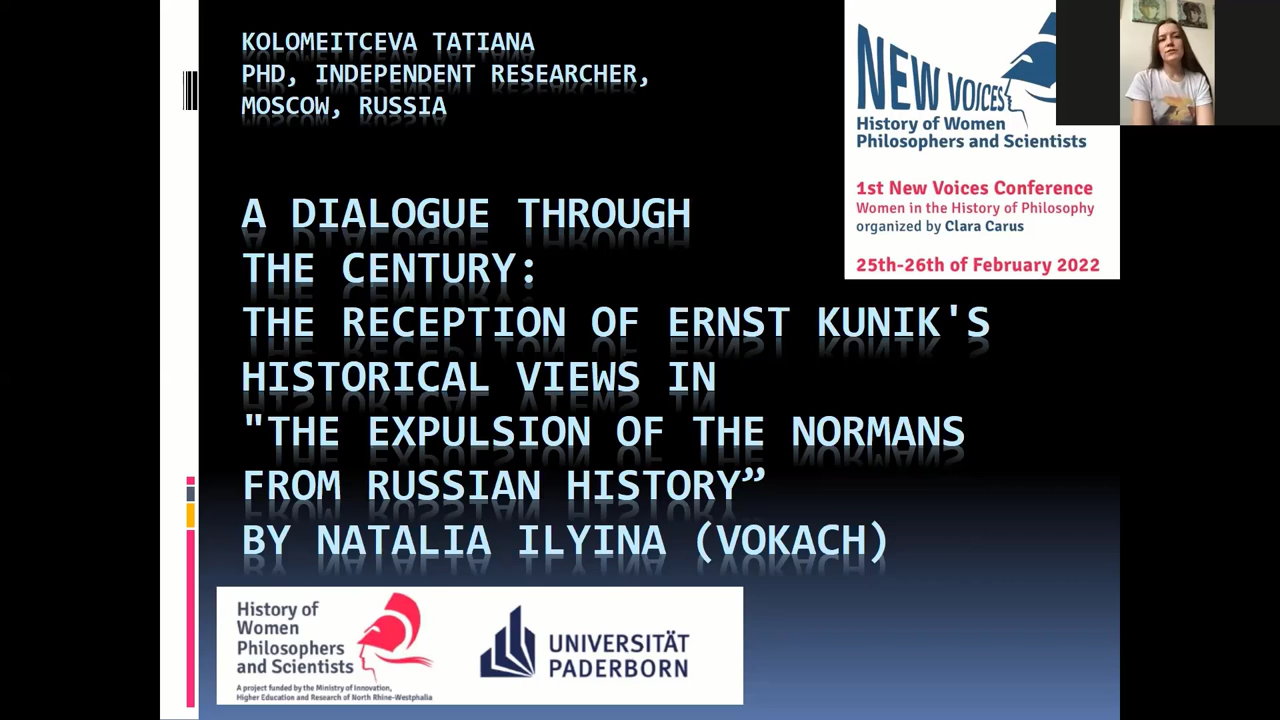 KOLOMEITCEVA TATIANA
PHD, INDEPENDENT RESEARCHER,
MOSCOW, RUSSIA
NEW VOICES
History of Women
Philosophers and Scientists
1st New Voices Conference
Women in the History of Philosophy
organized by Clara Carus
25th-26th of February 2022
A DIALOGUE THROUGH
THE CENTURY:
THE RECEPTION OF ERNST KUNIK'S
HISTORICAL VIEWS IN
"THE EXPULSION OF THE NORMANS
FROM RUSSIAN HISTORY”
BY NATALIA ILYINA (VOKACH)
History of
Women
Philosophers
and Scientists
A project funded by the Ministry of Innovation,
Higher Education and Research of North Rhine-Westphalia
UNIVERSITÄT
PADERBORN